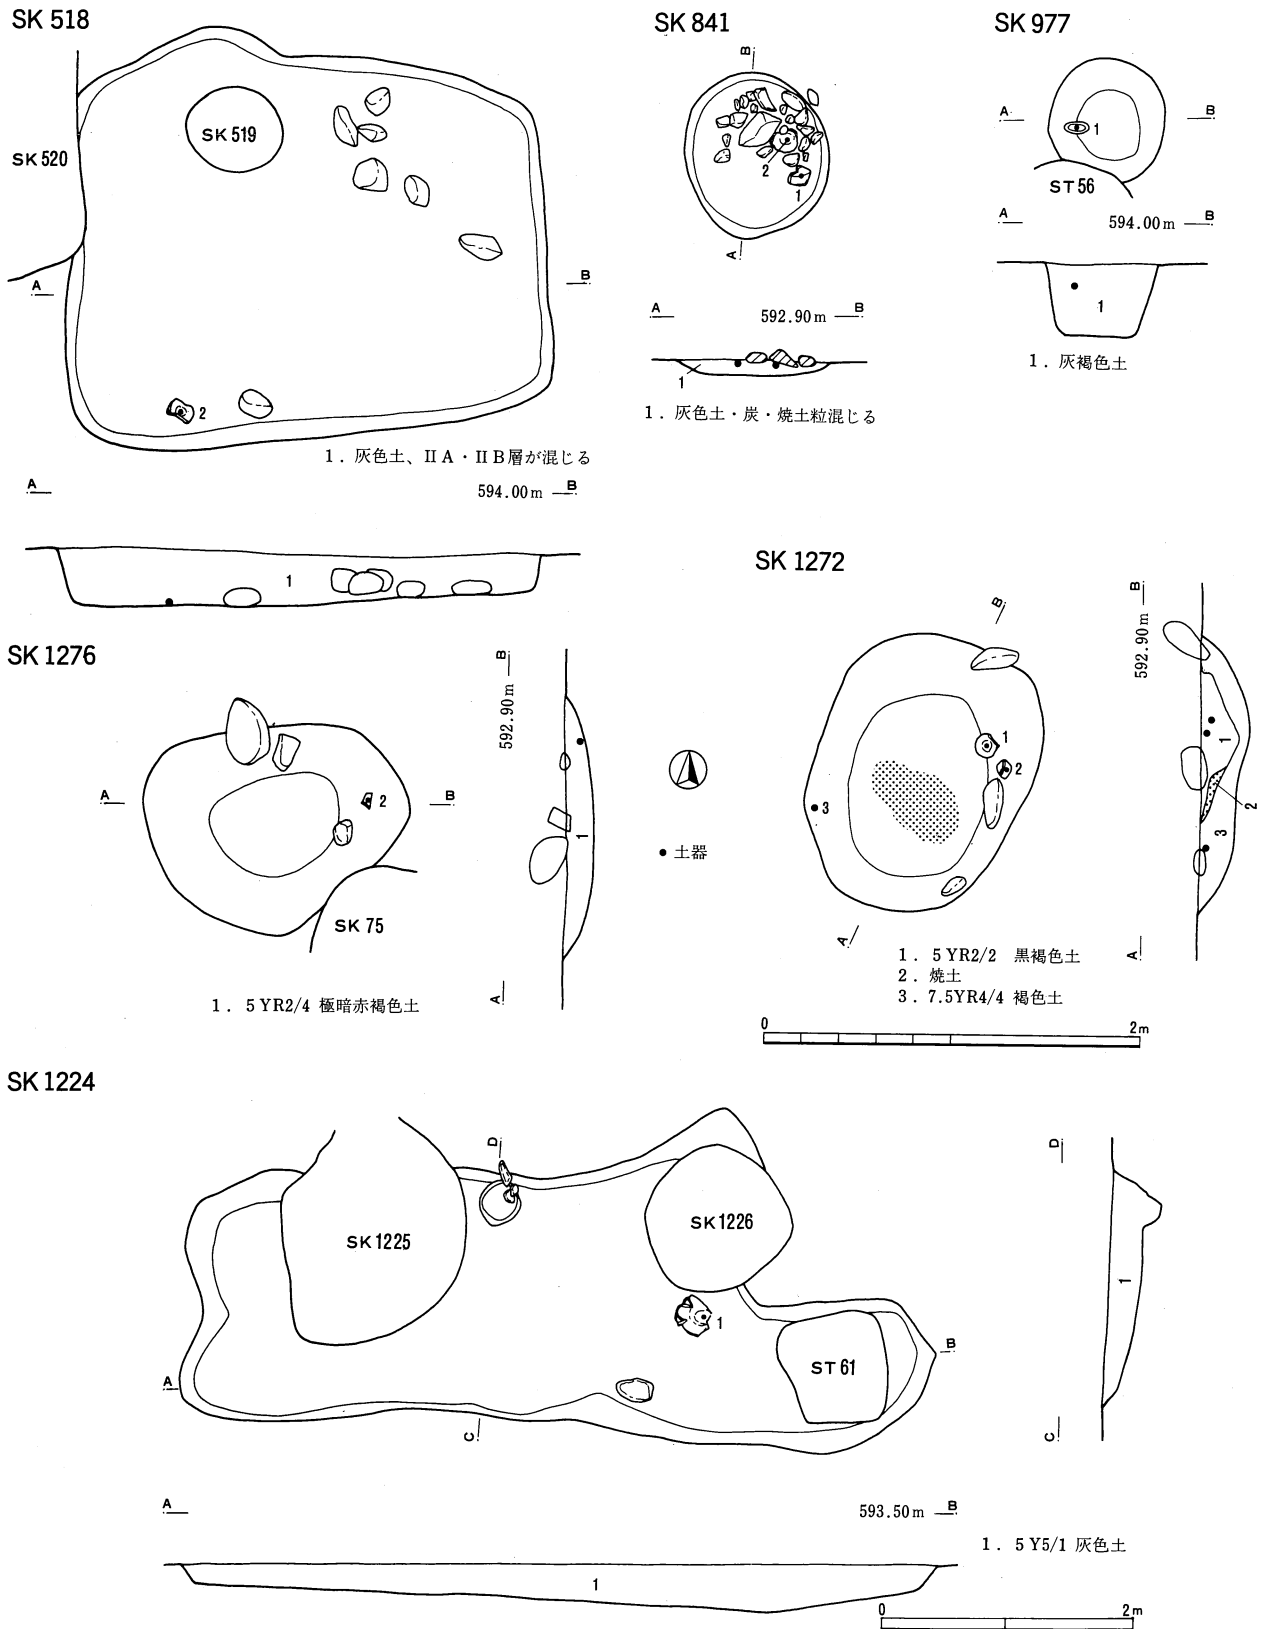 SK 518
SK 519
SK 520
A
B
2
1. 灰色土、II A・II B層が混じる
A
594.00m
B
1
SK 841
B
2
1
A
A
592.90m
B
1
1. 灰色土・炭・焼土粒混じる
SK 977
A
B
1
ST 56
A
594.00m
B
1
1. 灰褐色土
SK 1276
A
B
2
SK 75
592.90m
B
1
A
1. 5YR2/4 極暗赤褐色土
● 土器
SK 1272
B
1
2
3
A
592.90m
B
1
2
3
A
1. 5YR2/2 黒褐色土
2. 焼土
3. 7.5YR4/4 褐色土
0
2m
SK 1224
D
SK 1225
SK 1226
1
ST 61
A
B
C
D
1
C
A
593.50m
B
1. 5Y5/1 灰色土
1
0
2m